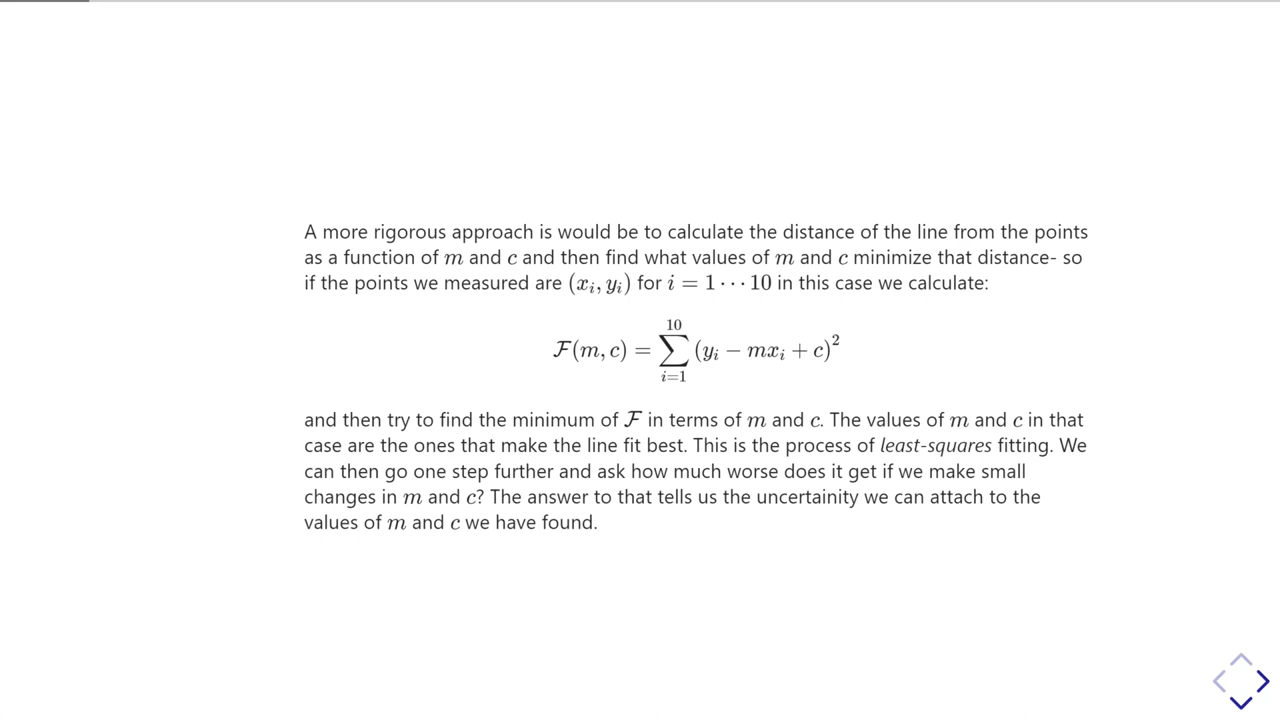 A more rigorous approach is would be to calculate the distance of the line from the points
as a function of m and c and then find what values of m and c minimize that distance- so
if the points we measured are (xᵢ, yᵢ) for i = 1 ⋯ 10 in this case we calculate:
ℱ(m, c) = ∑_{i=1}^{10} (yᵢ − mxᵢ + c)²
and then try to find the minimum of ℱ in terms of m and c. The values of m and c in that
case are the ones that make the line fit best. This is the process of least-squares fitting. We
can then go one step further and ask how much worse does it get if we make small
changes in m and c? The answer to that tells us the uncertainity we can attach to the
values of m and c we have found.